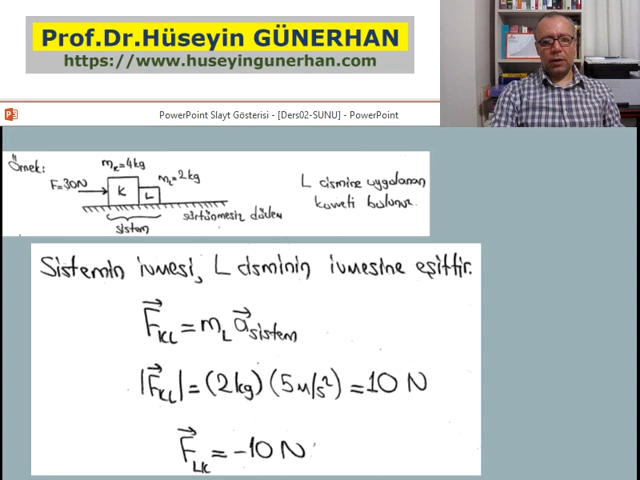 Prof.Dr.Hüseyin GÜNERHAN
https://www.huseyingunerhan.com
PowerPoint Slayt Gösterisi - [Ders02-SUNU] - PowerPoint
Örnek:
m_K=4kg
F=30N
m_L=2kg
K
L
sistem
sürtünmesiz düzlem
L cismine uygulanan
kuvveti bulunuz.
Sistemin ivmesi, L cisminin ivmesine eşittir.
F⃗_KL = m_L a⃗_sistem
|F⃗_KL| = (2kg) (5 m/s²) = 10 N
F⃗_LK = -10 N